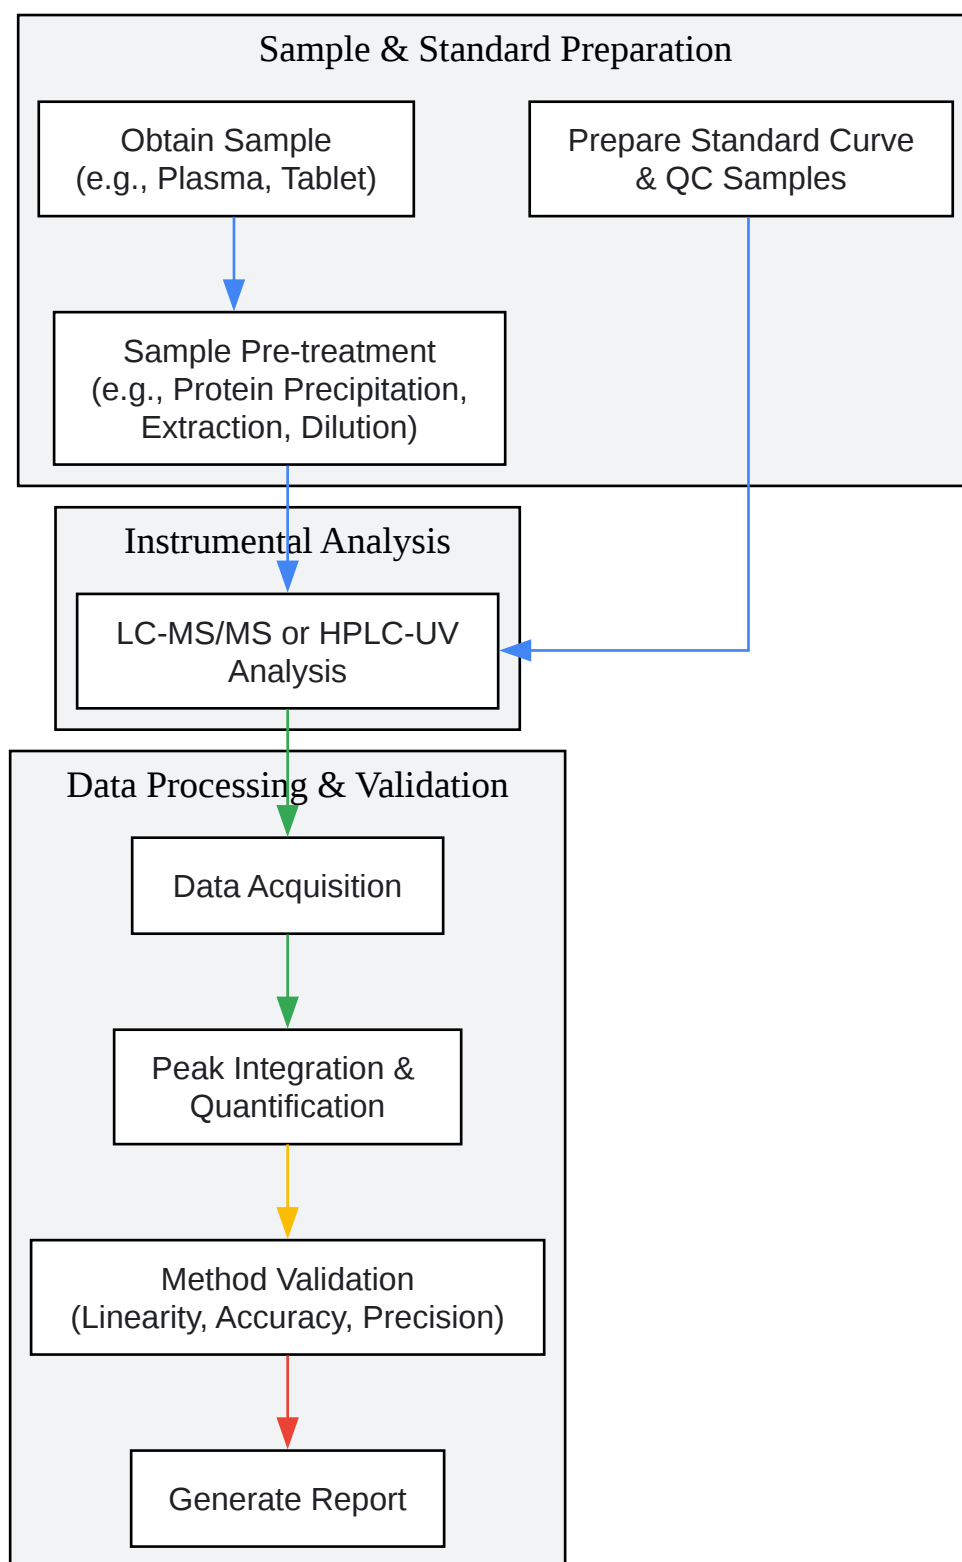 Sample & Standard Preparation
Obtain Sample
(e.g., Plasma, Tablet)
Prepare Standard Curve
& QC Samples
Sample Pre-treatment
(e.g., Protein Precipitation,
Extraction, Dilution)
Instrumental Analysis
LC-MS/MS or HPLC-UV
Analysis
Data Processing & Validation
Data Acquisition
Peak Integration &
Quantification
Method Validation
(Linearity, Accuracy, Precision)
Generate Report